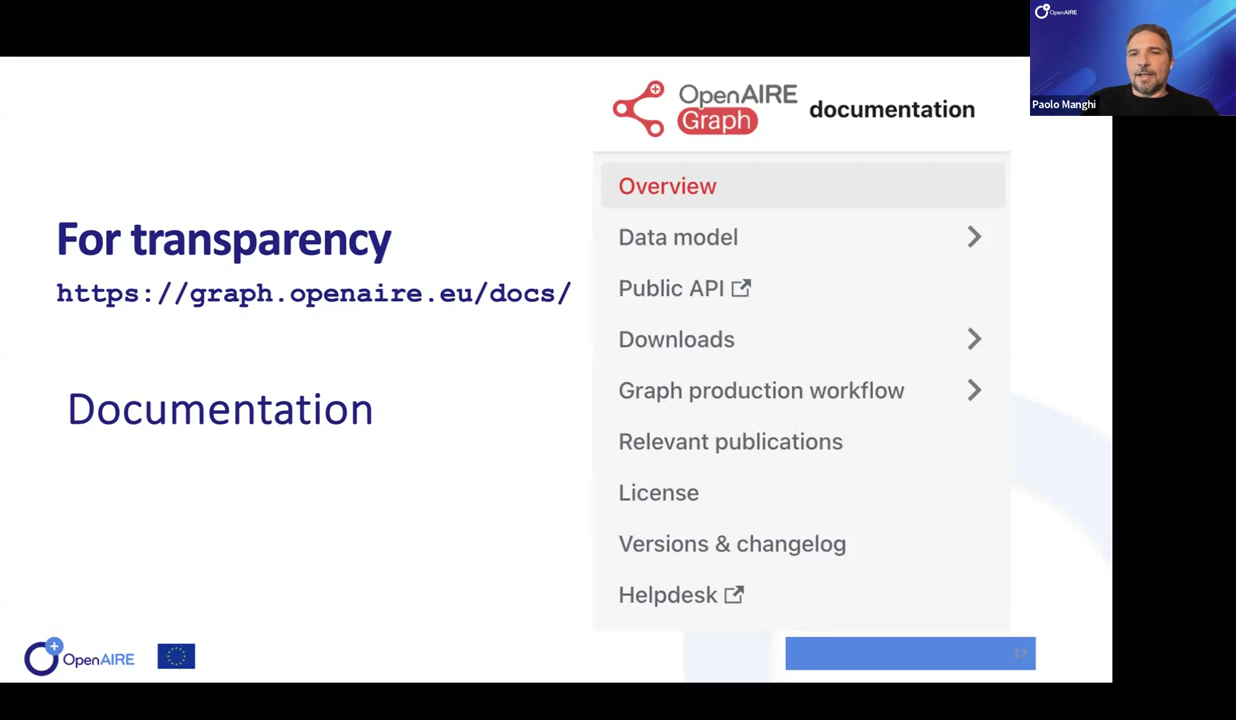 OpenAIRE
Paolo Manghi
OpenAIRE
Graph
documentation
For transparency
https://graph.openaire.eu/docs/
Documentation
Overview
Data model
Public API
Downloads
Graph production workflow
Relevant publications
License
Versions & changelog
Helpdesk
OpenAIRE
17